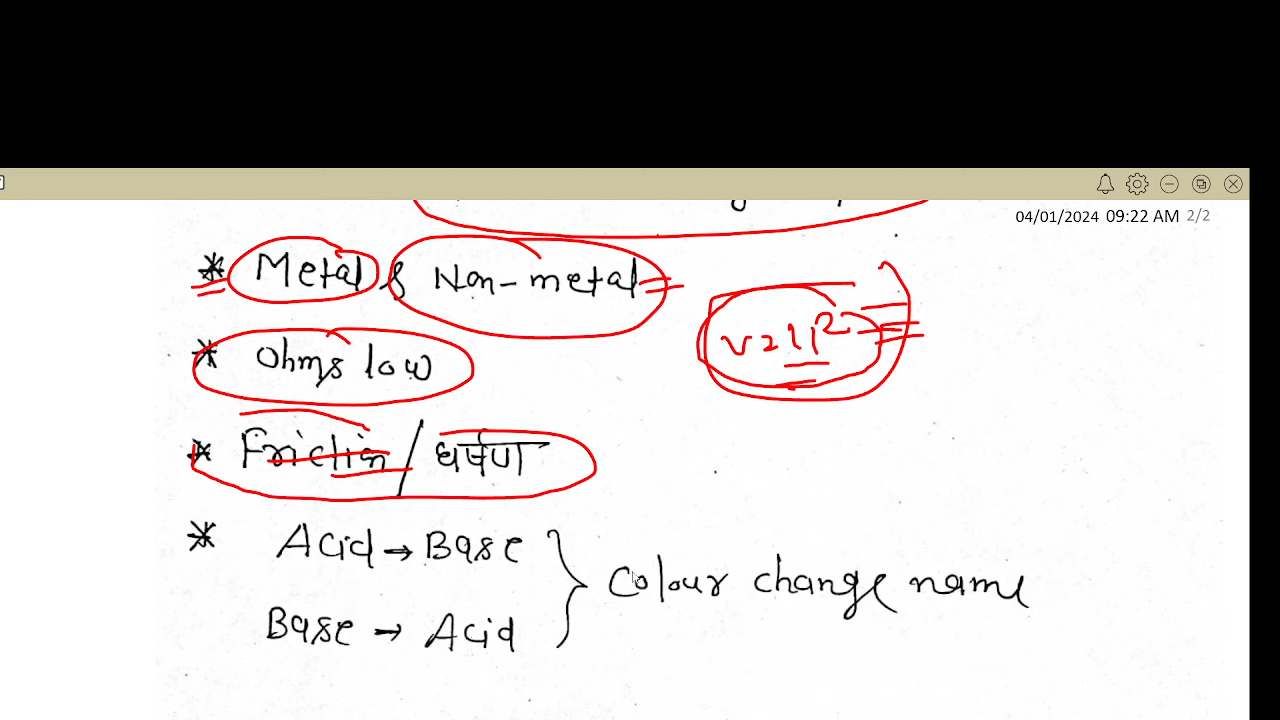 04/01/2024 09:22 AM 2/2
* Metal & Non-metal
V=IR
* Ohms low
* Friction / घर्षण
* Acid → Base
Base → Acid
Colour change name